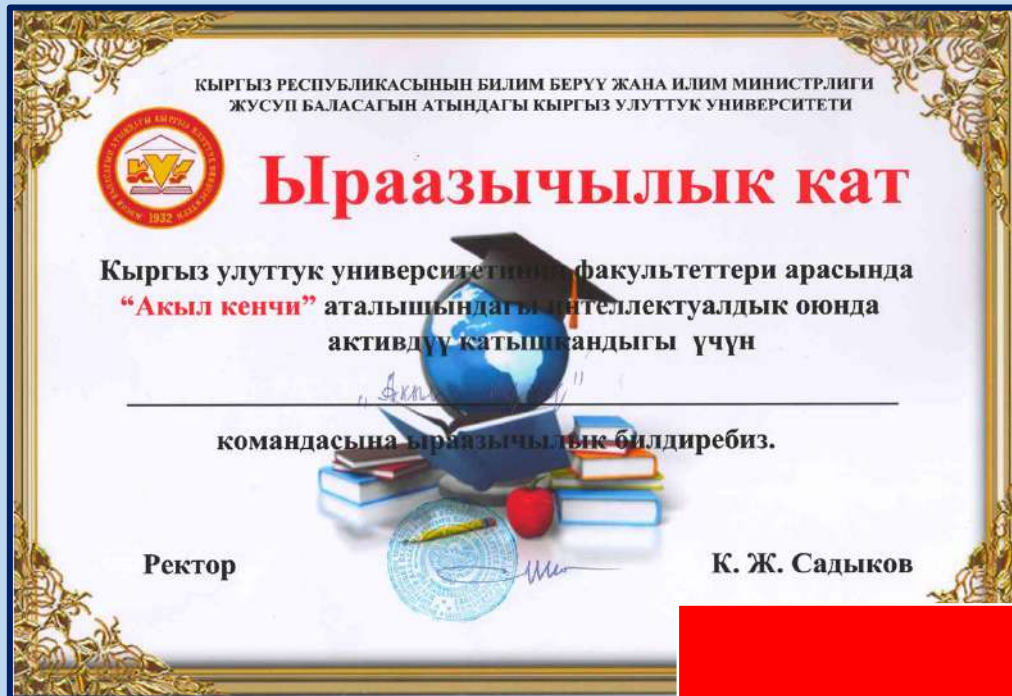 КЫРГЫЗ РЕСПУБЛИКАСЫНЫН БИЛИМ БЕРҮҮ ЖАНА ИЛИМ МИНИСТРЛИГИ
ЖУСУП БАЛАСАГЫН АТЫНДАГЫ КЫРГЫЗ УЛУТТУК УНИВЕРСИТЕТИ
Ыраазычылык кат
1932
Кыргыз улуттук университетинин факультеттери арасында
“Акыл кенчи” аталышындагы интеллектуалдык оюнда
активдүү катышкандыгы үчүн
командасына ыраазычылык билдиребиз.
Ректор К. Ж. Садыков